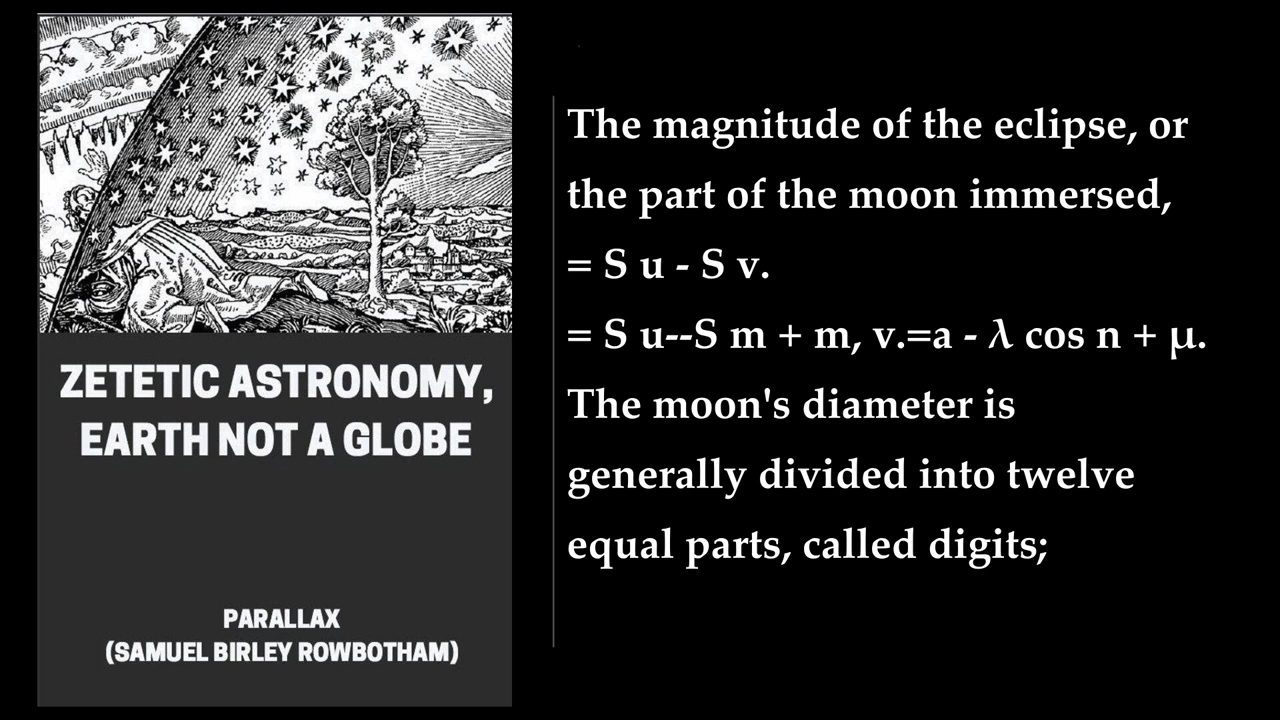 ZETETIC ASTRONOMY,
EARTH NOT A GLOBE
PARALLAX
(SAMUEL BIRLEY ROWBOTHAM)
The magnitude of the eclipse, or
the part of the moon immersed,
= S u - S v.
= S u--S m + m, v.=a - λ cos n + µ.
The moon's diameter is
generally divided into twelve
equal parts, called digits;